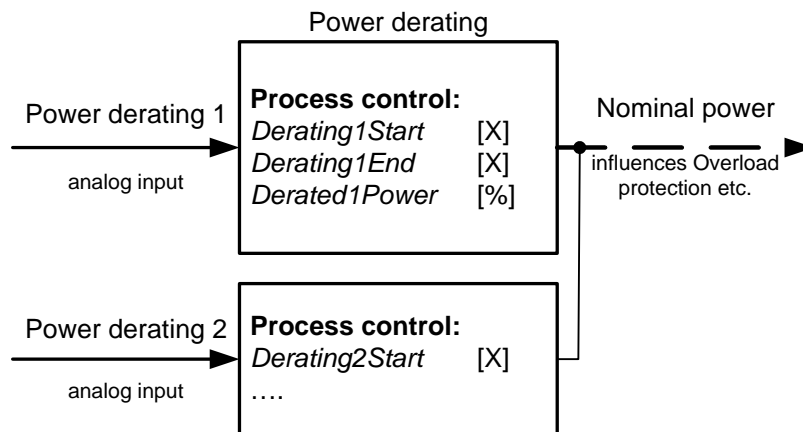 Power derating
Power derating 1
analog input
Process control:
Derating1Start [X]
Derating1End [X]
Derated1Power [%]
Nominal power
influences Overload
protection etc.
Power derating 2
analog input
Process control:
Derating2Start [X]
....